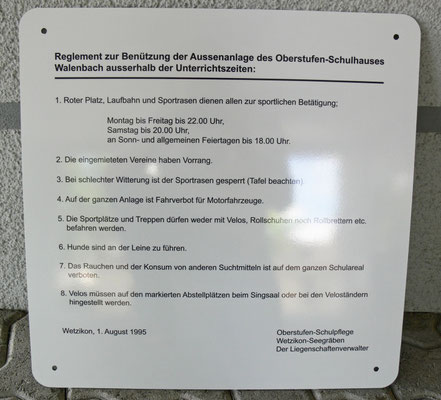 Reglement zur Benützung der Aussenanlage des Oberstufen-Schulhauses
Walenbach ausserhalb der Unterrichtszeiten:
1. Roter Platz, Laufbahn und Sportrasen dienen allen zur sportlichen Betätigung;
Montag bis Freitag bis 22.00 Uhr,
Samstag bis 20.00 Uhr,
an Sonn- und allgemeinen Feiertagen bis 18.00 Uhr.
2. Die eingemieteten Vereine haben Vorrang.
3. Bei schlechter Witterung ist der Sportrasen gesperrt (Tafel beachten).
4. Auf der ganzen Anlage ist Fahrverbot für Motorfahrzeuge.
5. Die Sportplätze und Treppen dürfen weder mit Velos, Rollschuhen noch Rollbrettern etc.
befahren werden.
6. Hunde sind an der Leine zu führen.
7. Das Rauchen und der Konsum von anderen Suchtmitteln ist auf dem ganzen Schulareal
verboten.
8. Velos müssen auf den markierten Abstellplätzen beim Singsaal oder bei den Veloständern
hingestellt werden.
Wetzikon, 1. August 1995
Oberstufen-Schulpflege
Wetzikon-Seegräben
Der Liegenschaftenverwalter